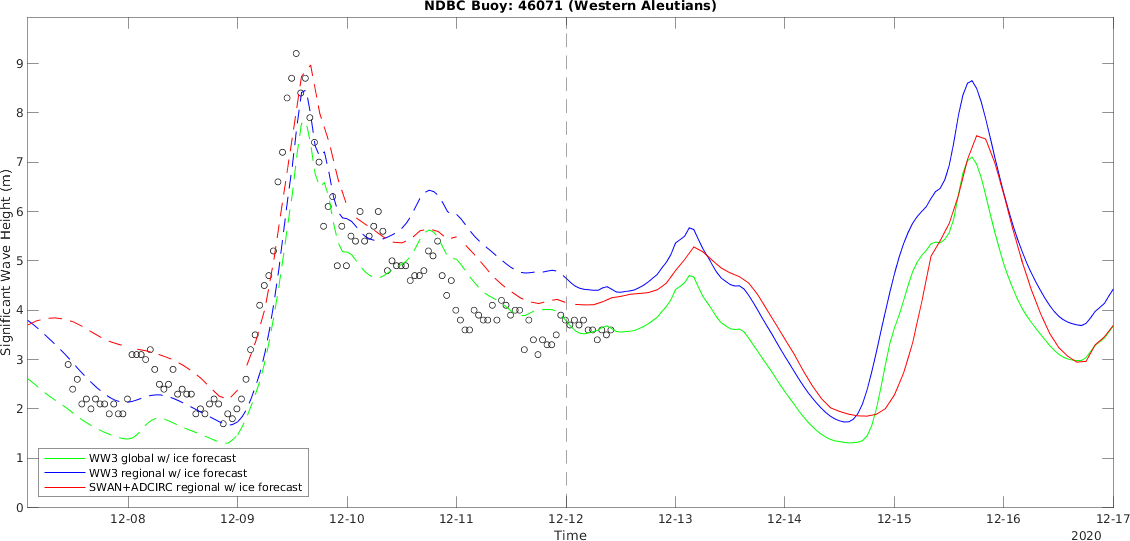 NDBC Buoy: 46071 (Western Aleutians)
Significant Wave Height (m)
9
8
7
6
5
4
3
2
1
0
WW3 global w/ ice forecast
WW3 regional w/ ice forecast
SWAN+ADCIRC regional w/ ice forecast
12-08 12-09 12-10 12-11 12-12 12-13 12-14 12-15 12-16 12-17
Time
2020